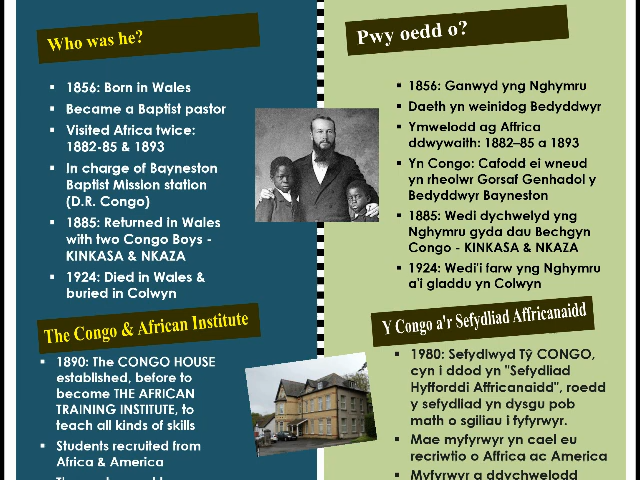 Who was he?
1856: Born in Wales
Became a Baptist pastor
Visited Africa twice:
1882-85 & 1893
In charge of Bayneston
Baptist Mission station
(D.R. Congo)
1885: Returned in Wales
with two Congo Boys -
KINKASA & NKAZA
1924: Died in Wales &
buried in Colwyn
The Congo & African Institute
1890: The CONGO HOUSE
established, before to
become THE AFRICAN
TRAINING INSTITUTE, to
teach all kinds of skills
Students recruited from
Africa & America
Pwy oedd o?
1856: Ganwyd yng Nghymru
Daeth yn weinidog Bedyddwyr
Ymwelodd ag Affrica
ddwywaith: 1882–85 a 1893
Yn Congo: Cafodd ei wneud
yn rheolwr Gorsaf Genhadol y
Bedyddwyr Bayneston
1885: Wedi dychwelyd yng
Nghymru gyda dau Bechgyn
Congo - KINKASA & NKAZA
1924: Wedi'i farw yng Nghymru
a'i gladdu yn Colwyn
Y Congo a'r Sefydliad Affricanaidd
1980: Sefydlwyd Tŷ CONGO,
cyn i ddod yn "Sefydliad
Hyfforddi Affricanaidd", roedd
y sefydliad yn dysgu pob
math o sgiliau i fyfyrwyr.
Mae myfyrwyr yn cael eu
recriwtio o Affrica ac America
Myfyrwyr a ddychwelodd